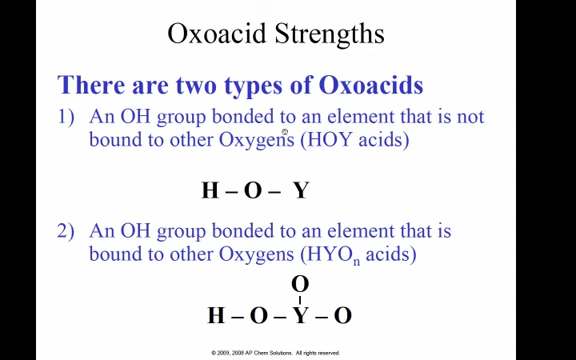 Oxoacid Strengths
There are two types of Oxoacids
1) An OH group bonded to an element that is not
bound to other Oxygens (HOY acids)
H – O – Y
2) An OH group bonded to an element that is
bound to other Oxygens (HYOn acids)
O
H – O – Y – O
© 2009, 2008 AP Chem Solutions. All rights reserved.